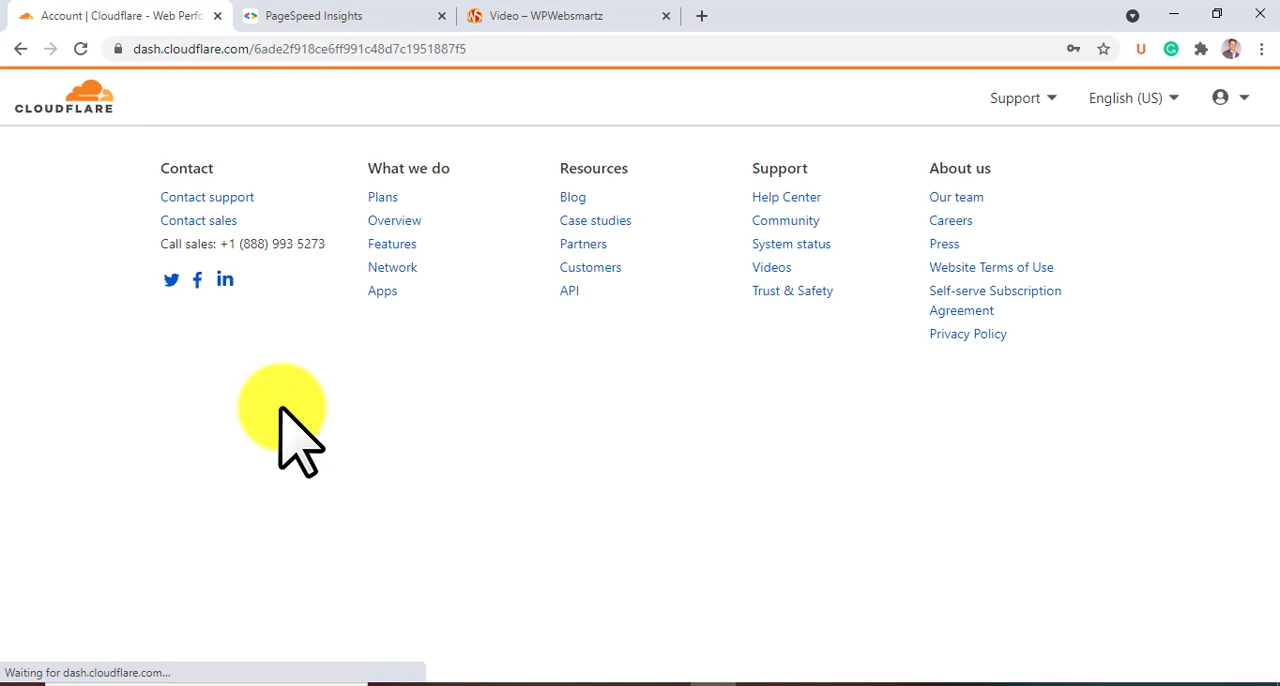 Account | Cloudflare - Web Perfo
PageSpeed Insights
Video – WPWebsmartz
dash.cloudflare.com/6ade2f918ce6ff991c48d7c1951887f5
CLOUDFLARE
Support
English (US)
Contact
Contact support
Contact sales
Call sales: +1 (888) 993 5273
What we do
Plans
Overview
Features
Network
Apps
Resources
Blog
Case studies
Partners
Customers
API
Support
Help Center
Community
System status
Videos
Trust & Safety
About us
Our team
Careers
Press
Website Terms of Use
Self-serve Subscription
Agreement
Privacy Policy
Waiting for dash.cloudflare.com...